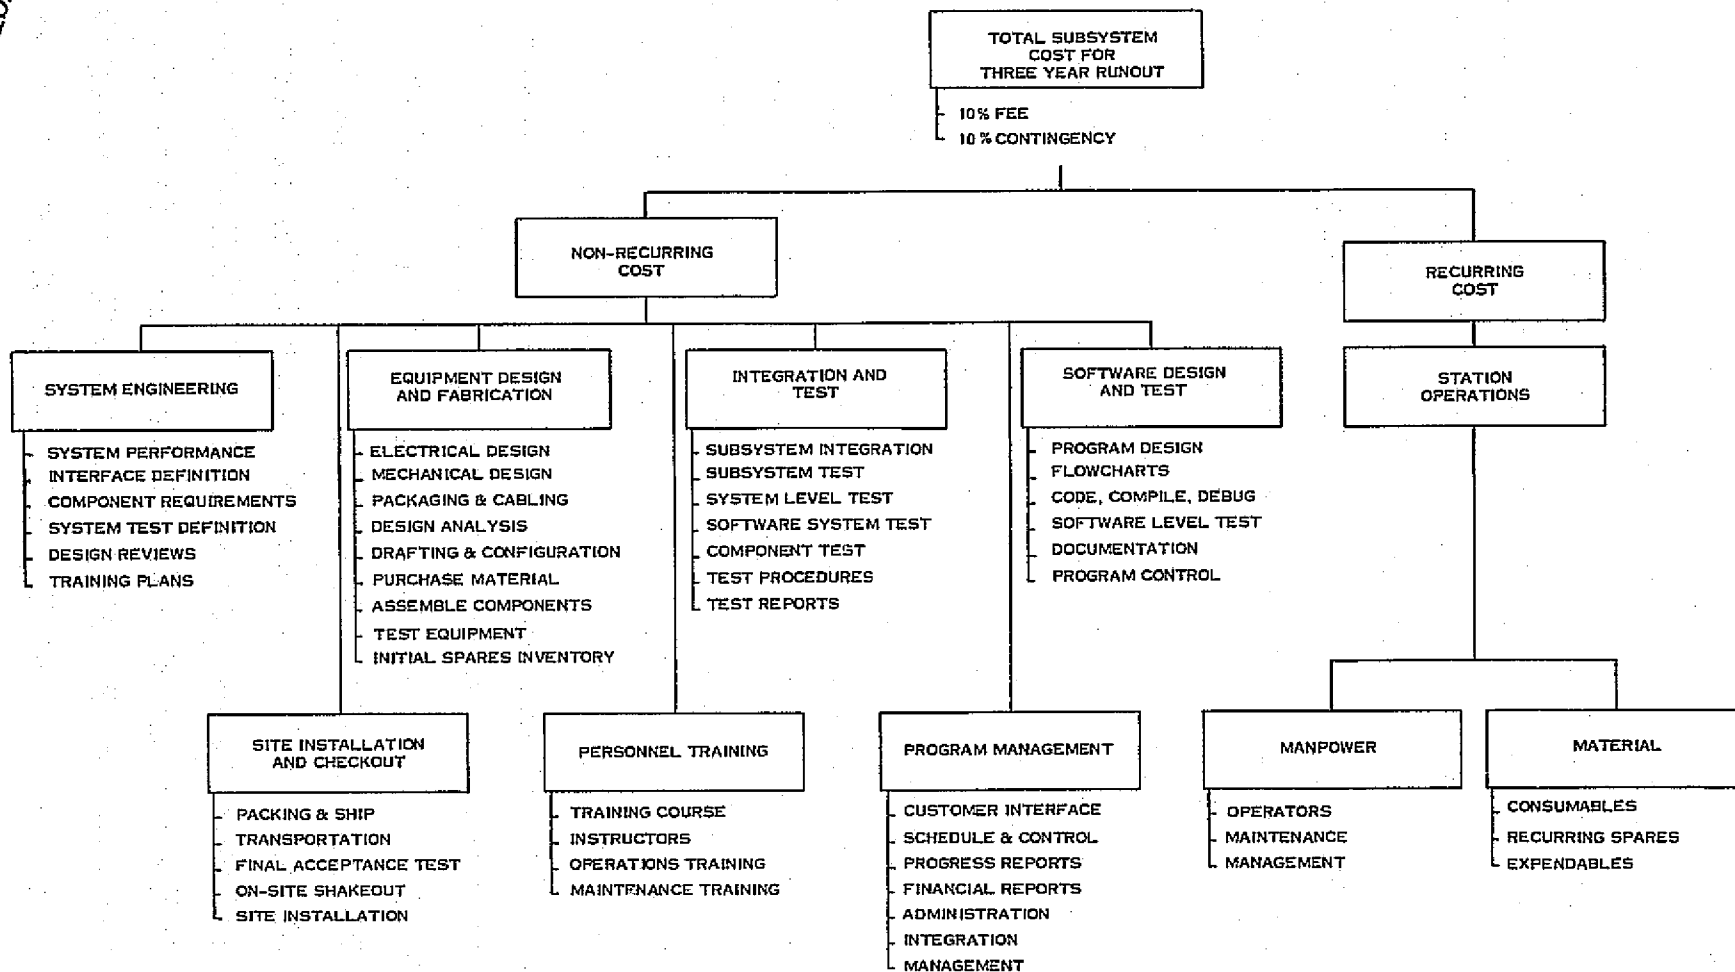 TOTAL SUBSYSTEM
COST FOR
THREE YEAR RUNOUT
10% FEE
10% CONTINGENCY
NON-RECURRING
COST
RECURRING
COST
SYSTEM ENGINEERING
SYSTEM PERFORMANCE
INTERFACE DEFINITION
COMPONENT REQUIREMENTS
SYSTEM TEST DEFINITION
DESIGN REVIEWS
TRAINING PLANS
EQUIPMENT DESIGN
AND FABRICATION
ELECTRICAL DESIGN
MECHANICAL DESIGN
PACKAGING & CABLING
DESIGN ANALYSIS
DRAFTING & CONFIGURATION
PURCHASE MATERIAL
ASSEMBLE COMPONENTS
TEST EQUIPMENT
INITIAL SPARES INVENTORY
INTEGRATION AND
TEST
SUBSYSTEM INTEGRATION
SUBSYSTEM TEST
SYSTEM LEVEL TEST
SOFTWARE SYSTEM TEST
COMPONENT TEST
TEST PROCEDURES
TEST REPORTS
SOFTWARE DESIGN
AND TEST
PROGRAM DESIGN
FLOWCHARTS
CODE, COMPILE, DEBUG
SOFTWARE LEVEL TEST
DOCUMENTATION
PROGRAM CONTROL
STATION
OPERATIONS
SITE INSTALLATION
AND CHECKOUT
PACKING & SHIP
TRANSPORTATION
FINAL ACCEPTANCE TEST
ON-SITE SHAKEOUT
SITE INSTALLATION
PERSONNEL TRAINING
TRAINING COURSE
INSTRUCTORS
OPERATIONS TRAINING
MAINTENANCE TRAINING
PROGRAM MANAGEMENT
CUSTOMER INTERFACE
SCHEDULE & CONTROL
PROGRESS REPORTS
FINANCIAL REPORTS
ADMINISTRATION
INTEGRATION
MANAGEMENT
MANPOWER
OPERATORS
MAINTENANCE
MANAGEMENT
MATERIAL
CONSUMABLES
RECURRING SPARES
EXPENDABLES